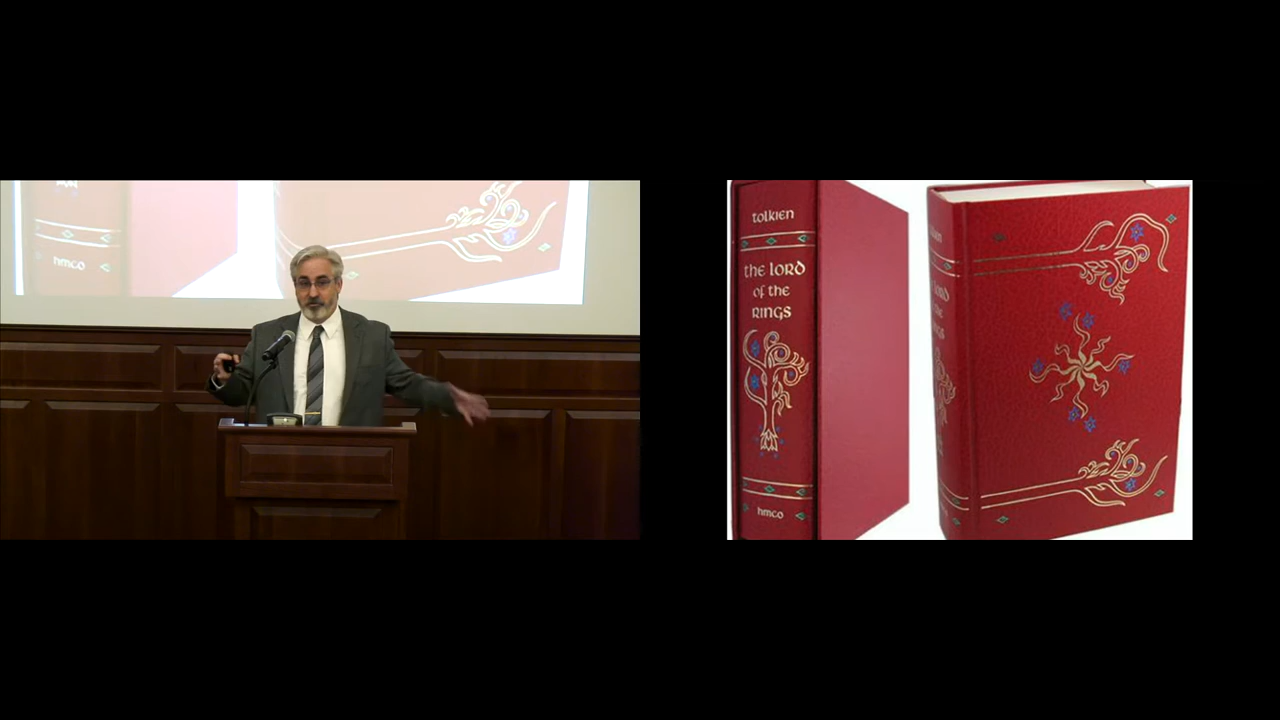 hmco
tolkien
the lord
of the
rings
hmco